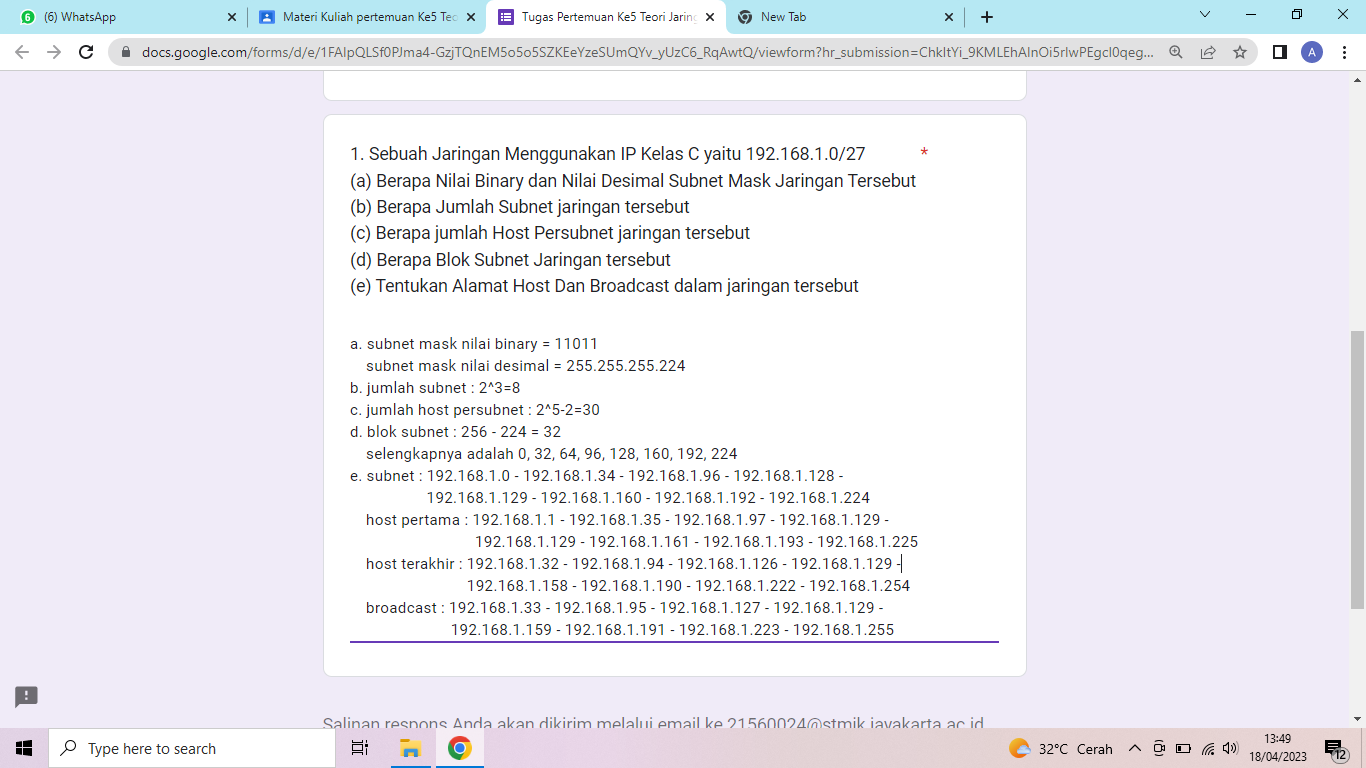 (6) WhatsApp
Materi Kuliah pertemuan Ke5 Teo
Tugas Pertemuan Ke5 Teori Jaring
New Tab
docs.google.com/forms/d/e/1FAIpQLSf0PJma4-GzjTQnEM5o5o5SZKEeYzeSUmQYv_yUzC6_RqAwtQ/viewform?hr_submission=ChkItYi_9KMLEhAInOi5rlwPEgcI0qeg...
A
1. Sebuah Jaringan Menggunakan IP Kelas C yaitu 192.168.1.0/27 *
(a) Berapa Nilai Binary dan Nilai Desimal Subnet Mask Jaringan Tersebut
(b) Berapa Jumlah Subnet jaringan tersebut
(c) Berapa jumlah Host Persubnet jaringan tersebut
(d) Berapa Blok Subnet Jaringan tersebut
(e) Tentukan Alamat Host Dan Broadcast dalam jaringan tersebut
a. subnet mask nilai binary = 11011
subnet mask nilai desimal = 255.255.255.224
b. jumlah subnet : 2^3=8
c. jumlah host persubnet : 2^5-2=30
d. blok subnet : 256 - 224 = 32
selengkapnya adalah 0, 32, 64, 96, 128, 160, 192, 224
e. subnet : 192.168.1.0 - 192.168.1.34 - 192.168.1.96 - 192.168.1.128 -
192.168.1.129 - 192.168.1.160 - 192.168.1.192 - 192.168.1.224
host pertama : 192.168.1.1 - 192.168.1.35 - 192.168.1.97 - 192.168.1.129 -
192.168.1.129 - 192.168.1.161 - 192.168.1.193 - 192.168.1.225
host terakhir : 192.168.1.32 - 192.168.1.94 - 192.168.1.126 - 192.168.1.129 -
192.168.1.158 - 192.168.1.190 - 192.168.1.222 - 192.168.1.254
broadcast : 192.168.1.33 - 192.168.1.95 - 192.168.1.127 - 192.168.1.129 -
192.168.1.159 - 192.168.1.191 - 192.168.1.223 - 192.168.1.255
Salinan respons Anda akan dikirim melalui email ke 21560024@stmik.jayakarta.ac.id
Type here to search
32°C Cerah
13:49
18/04/2023
12